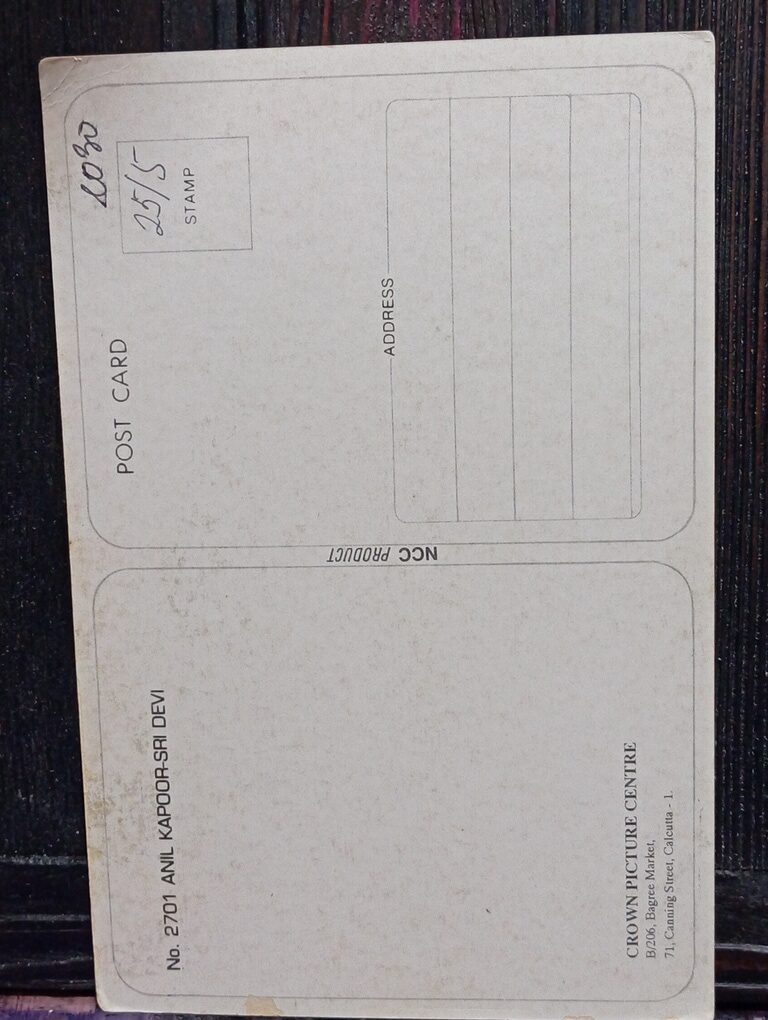 No. 2701 ANIL KAPOOR-SRI DEVI
CROWN PICTURE CENTRE
B/206, Bagree Market,
71, Canning Street, Calcutta - 1.
NCC PRODUCT
POST CARD
25/5
STAMP
ADDRESS